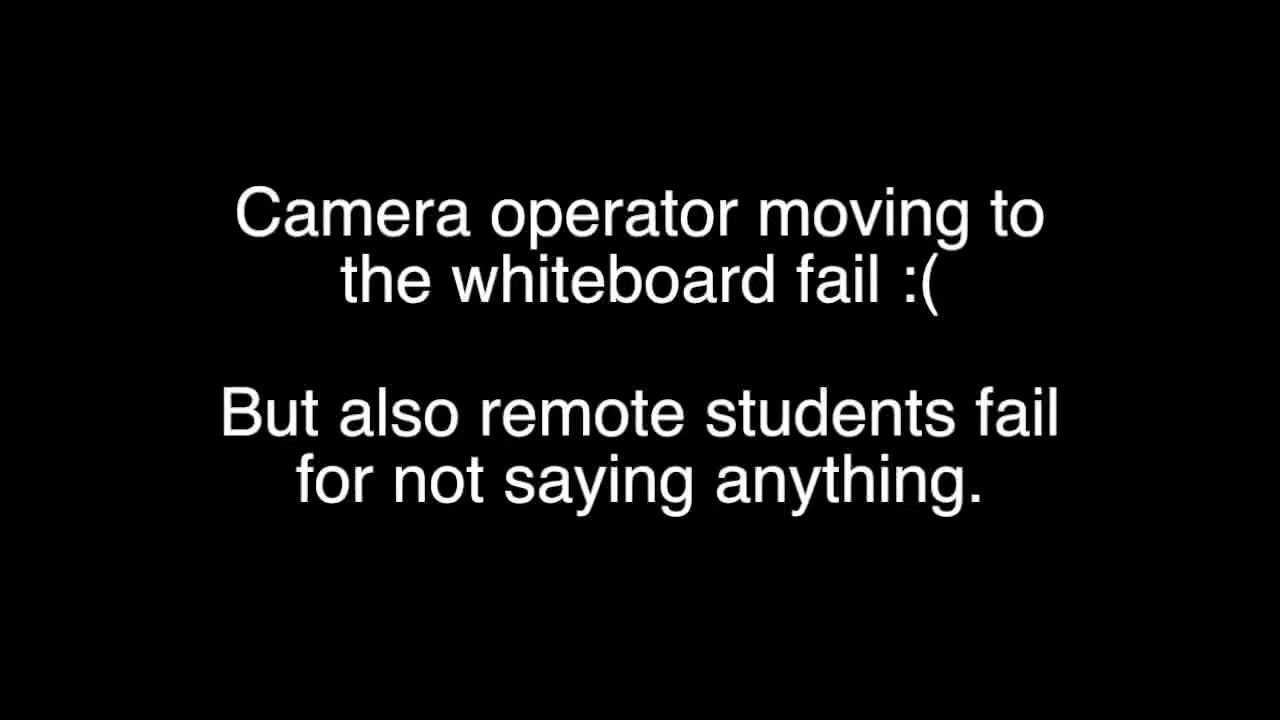 Camera operator moving to
the whiteboard fail :(
But also remote students fail
for not saying anything.